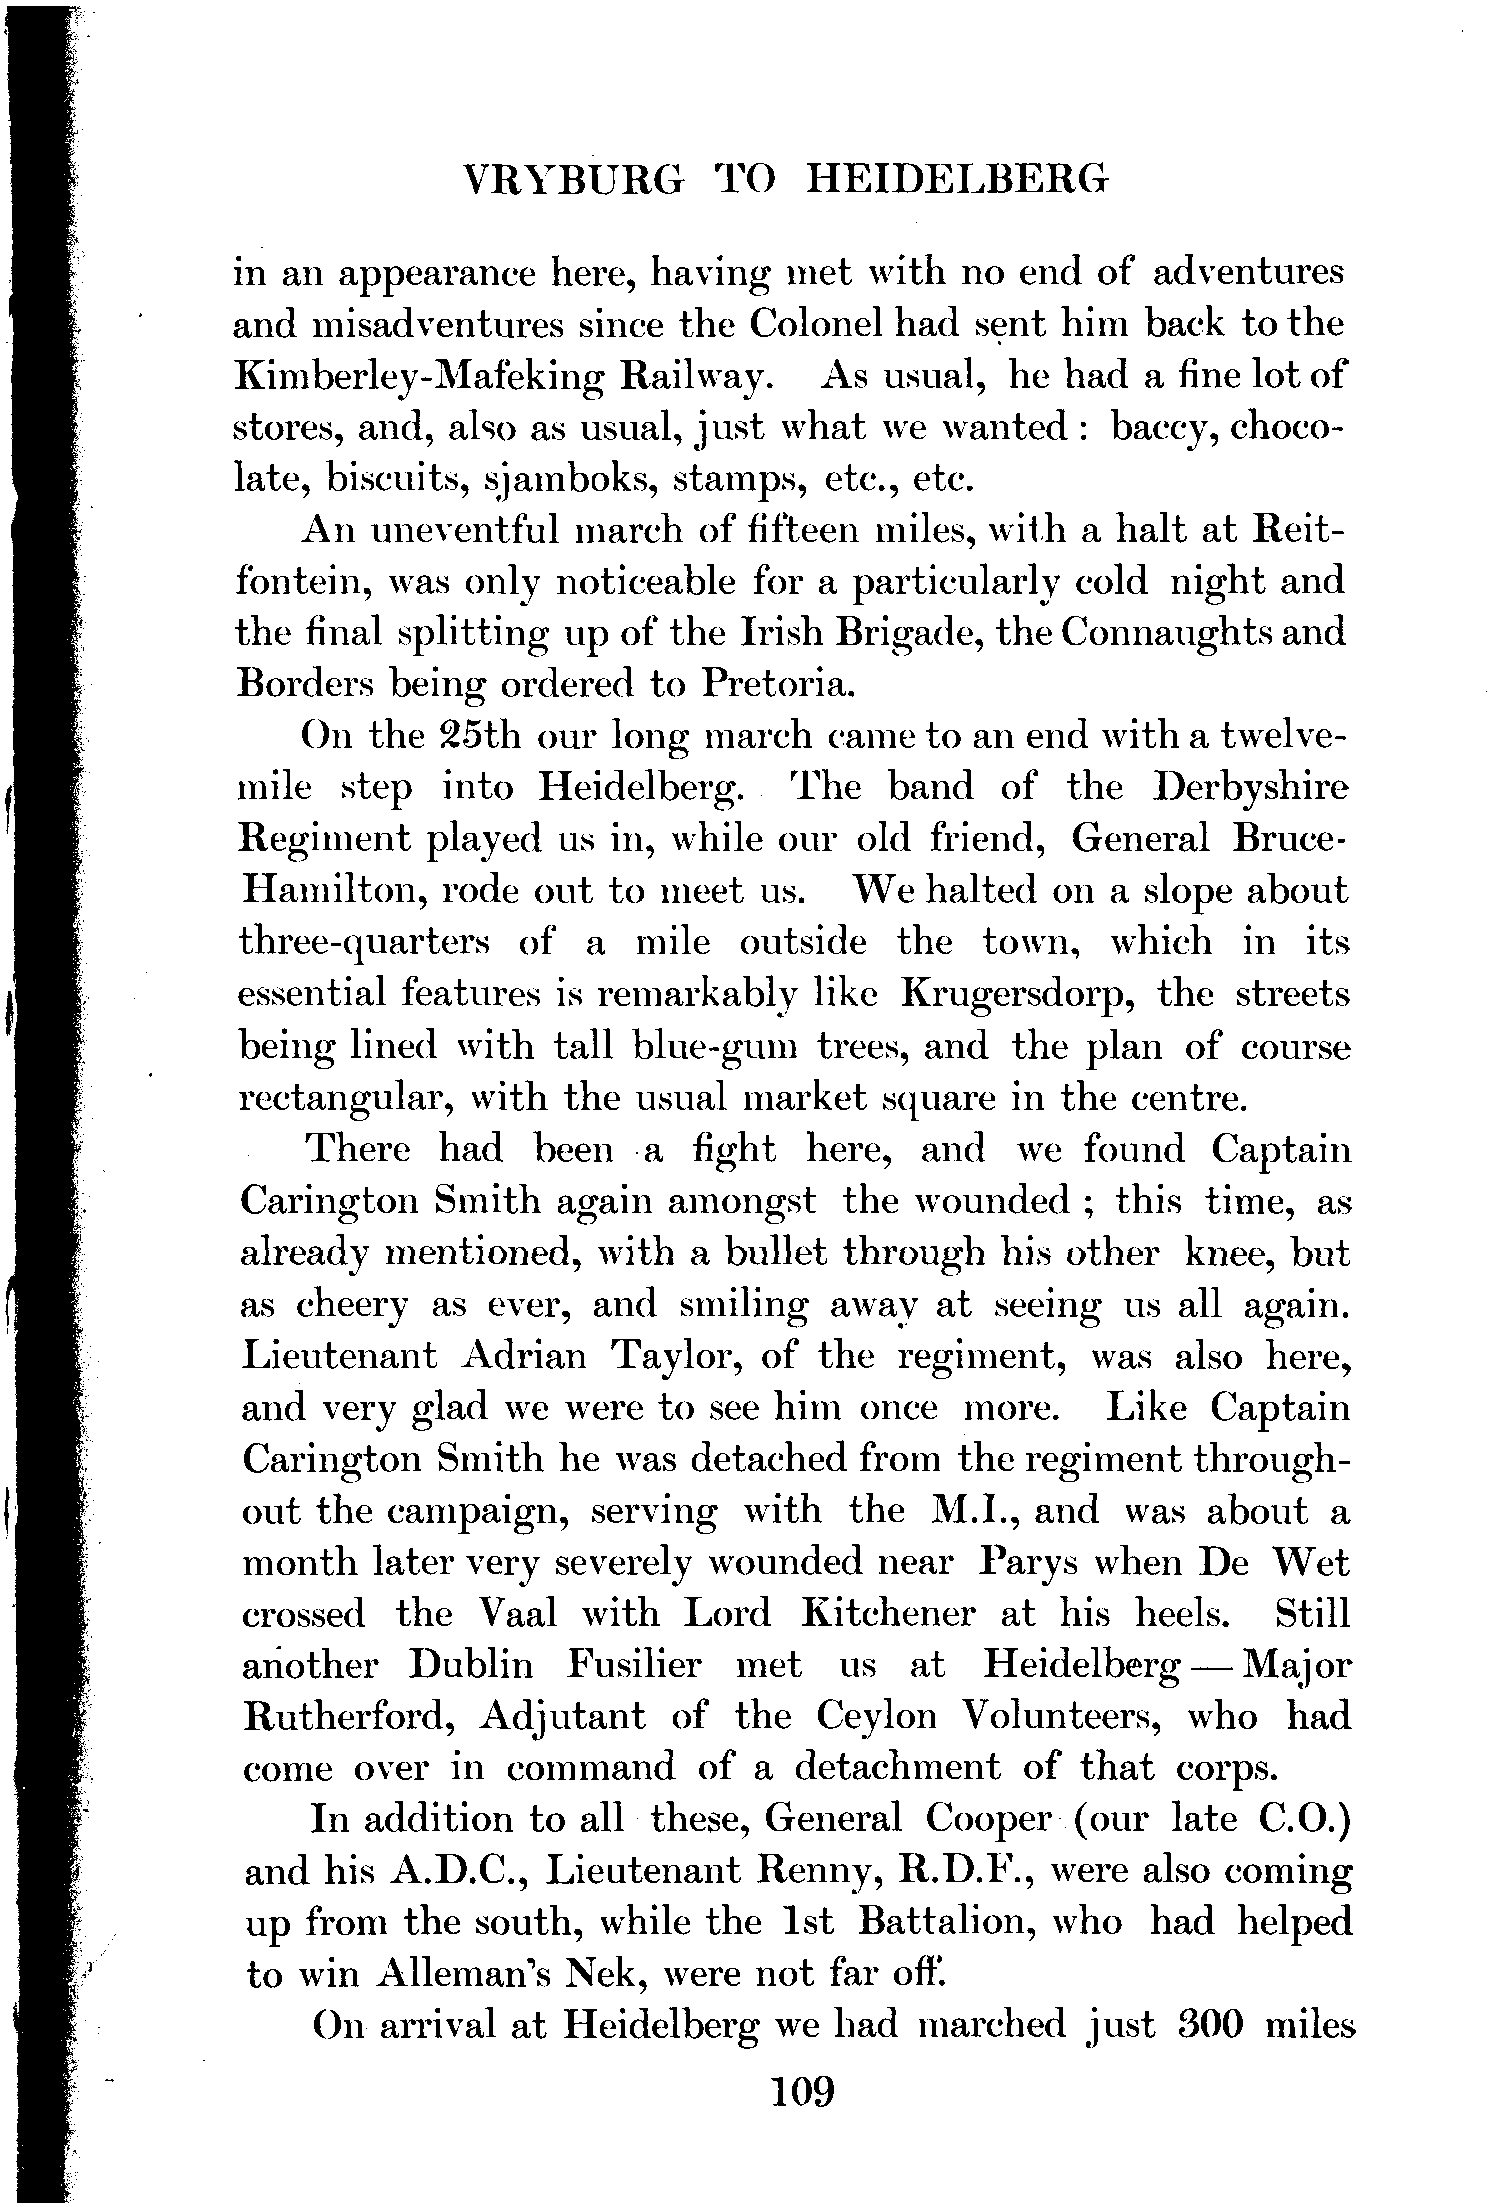 VRYBURG TO HEIDELBERG
in an appearance here, having met with no end of adventures
and misadventures since the Colonel had sent him back to the
Kimberley-Mafeking Railway. As usual, he had a fine lot of
stores, and, also as usual, just what we wanted : baccy, choco-
late, biscuits, sjamboks, stamps, etc., etc.
An uneventful march of fifteen miles, with a halt at Reit-
fontein, was only noticeable for a particularly cold night and
the final splitting up of the Irish Brigade, the Connaughts and
Borders being ordered to Pretoria.
On the 25th our long march came to an end with a twelve-
mile step into Heidelberg. The band of the Derbyshire
Regiment played us in, while our old friend, General Bruce-
Hamilton, rode out to meet us. We halted on a slope about
three-quarters of a mile outside the town, which in its
essential features is remarkably like Krugersdorp, the streets
being lined with tall blue-gum trees, and the plan of course
rectangular, with the usual market square in the centre.
There had been a fight here, and we found Captain
Carington Smith again amongst the wounded ; this time, as
already mentioned, with a bullet through his other knee, but
as cheery as ever, and smiling away at seeing us all again.
Lieutenant Adrian Taylor, of the regiment, was also here,
and very glad we were to see him once more. Like Captain
Carington Smith he was detached from the regiment through-
out the campaign, serving with the M.I., and was about a
month later very severely wounded near Parys when De Wet
crossed the Vaal with Lord Kitchener at his heels. Still
another Dublin Fusilier met us at Heidelberg — Major
Rutherford, Adjutant of the Ceylon Volunteers, who had
come over in command of a detachment of that corps.
In addition to all these, General Cooper (our late C.O.)
and his A.D.C., Lieutenant Renny, R.D.F., were also coming
up from the south, while the 1st Battalion, who had helped
to win Alleman's Nek, were not far off.
On arrival at Heidelberg we had marched just 300 miles
109